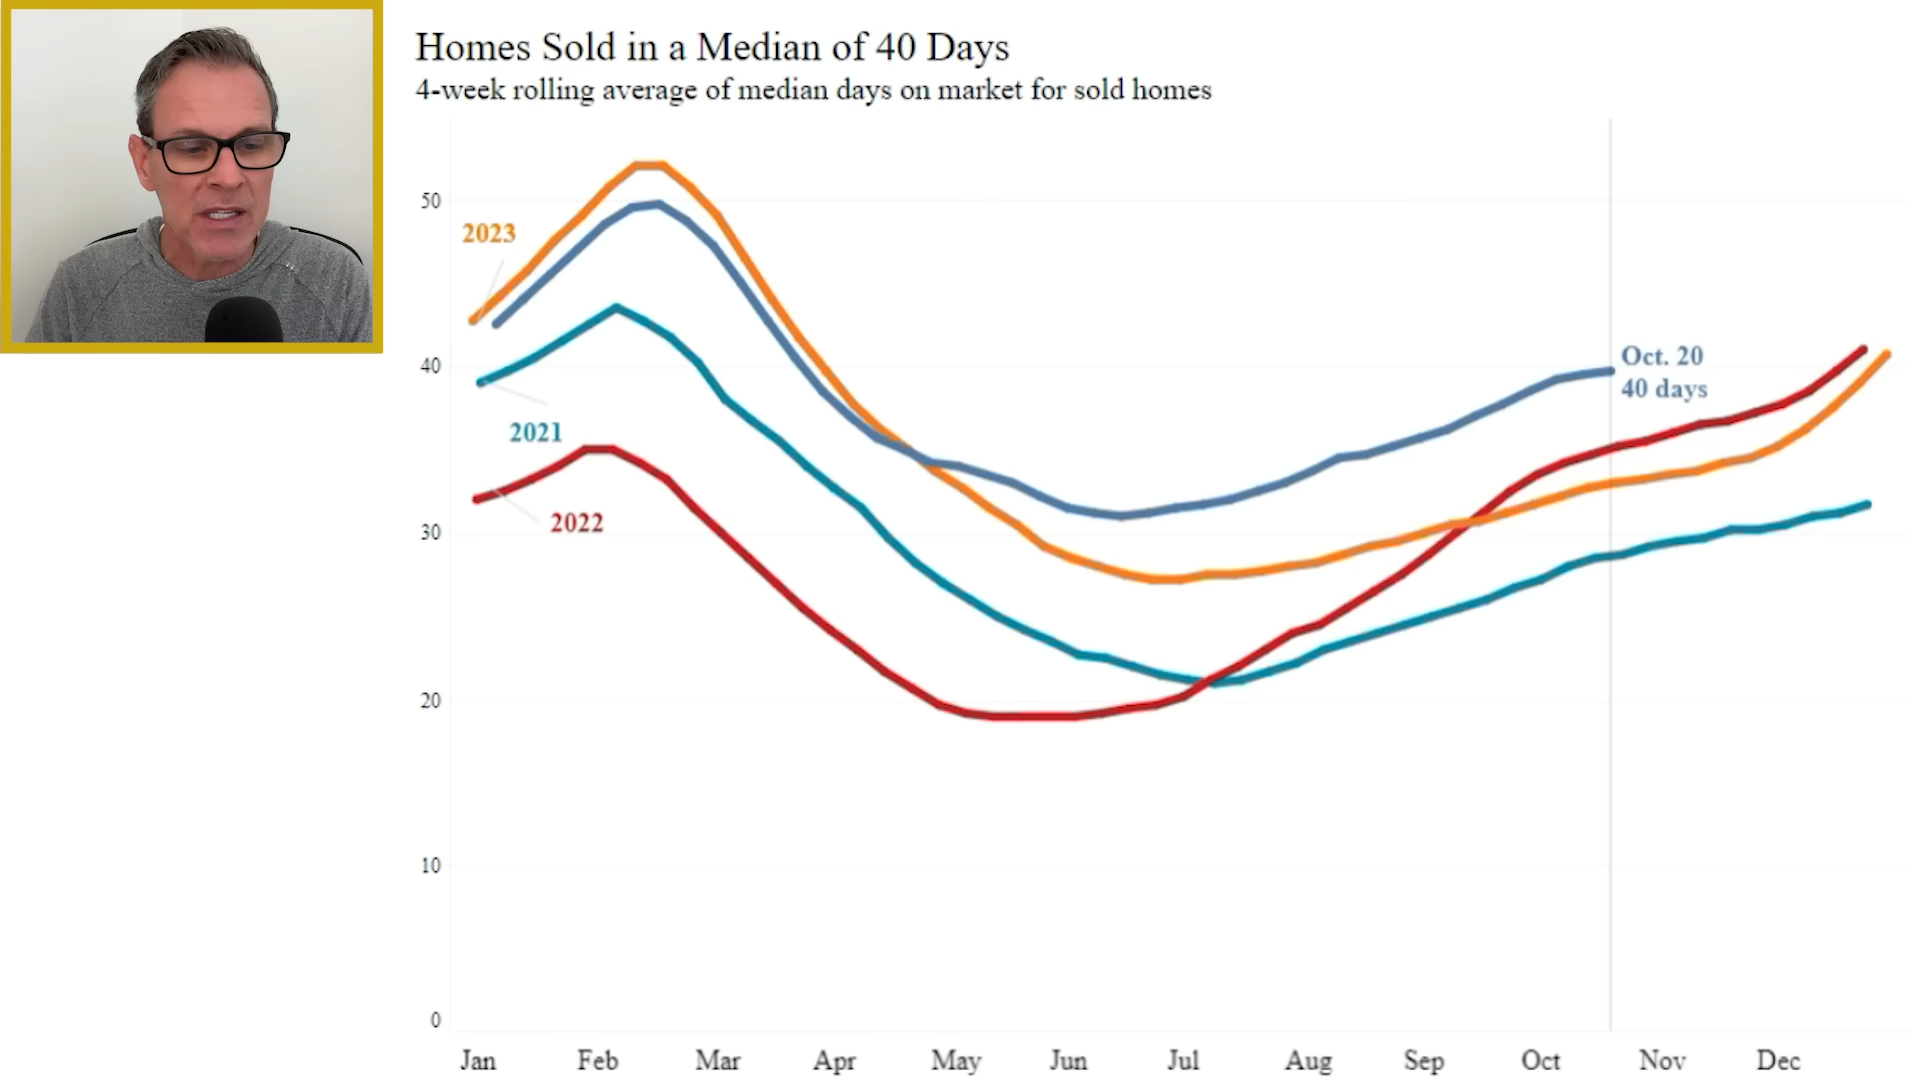 Homes Sold in a Median of 40 Days
4-week rolling average of median days on market for sold homes
50
2023
40
Oct. 20
40 days
2021
30
2022
20
10
0
Jan Feb Mar Apr May Jun Jul Aug Sep Oct Nov Dec